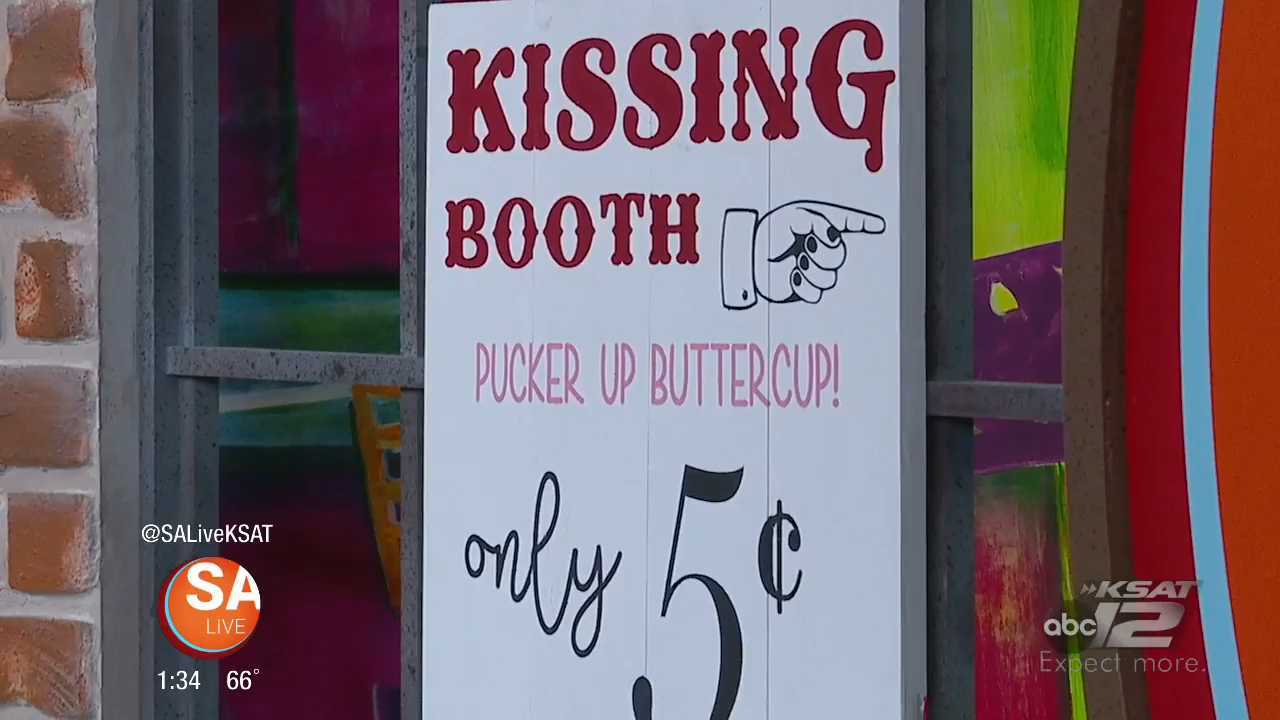 KISSING
BOOTH
PUCKER UP BUTTERCUP!
only 5¢
@SALiveKSAT
SA
LIVE
1:34 66°
KSAT
abc 12
Expect more.